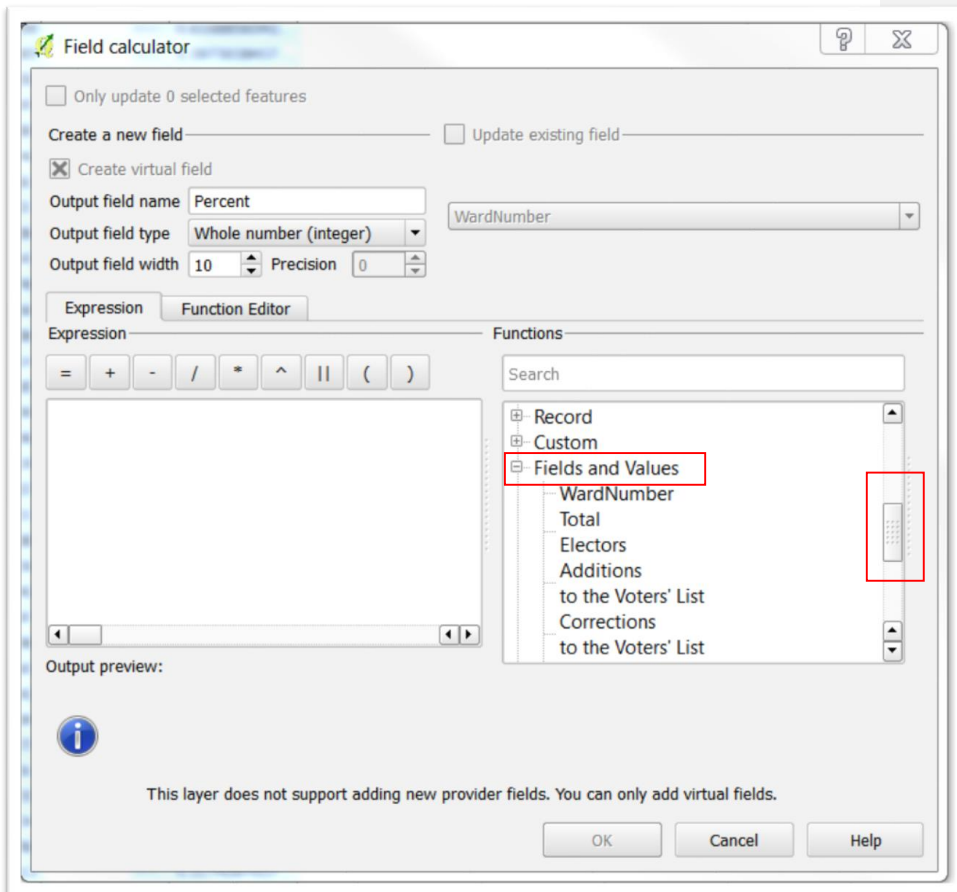 Field calculator
Only update 0 selected features
Create a new field
Update existing field
Create virtual field
Output field name Percent
WardNumber
Output field type Whole number (integer)
Output field width 10 Precision 0
Expression Function Editor
Expression
Functions
= + - / * ^ || ( )
Search
Record
Custom
Fields and Values
WardNumber
Total
Electors
Additions
to the Voters' List
Corrections
to the Voters' List
Output preview:
This layer does not support adding new provider fields. You can only add virtual fields.
OK Cancel Help